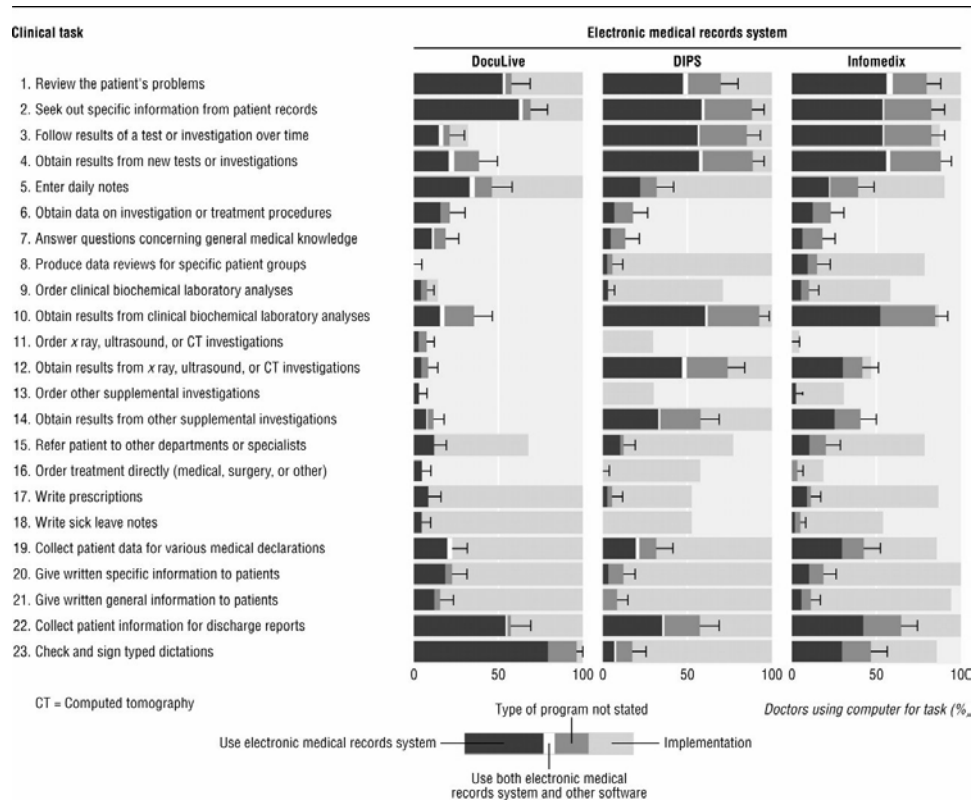 Clinical task
Electronic medical records system
DocuLive
DIPS
Infomedix
1. Review the patient's problems
2. Seek out specific information from patient records
3. Follow results of a test or investigation over time
4. Obtain results from new tests or investigations
5. Enter daily notes
6. Obtain data on investigation or treatment procedures
7. Answer questions concerning general medical knowledge
8. Produce data reviews for specific patient groups
9. Order clinical biochemical laboratory analyses
10. Obtain results from clinical biochemical laboratory analyses
11. Order x ray, ultrasound, or CT investigations
12. Obtain results from x ray, ultrasound, or CT investigations
13. Order other supplemental investigations
14. Obtain results from other supplemental investigations
15. Refer patient to other departments or specialists
16. Order treatment directly (medical, surgery, or other)
17. Write prescriptions
18. Write sick leave notes
19. Collect patient data for various medical declarations
20. Give written specific information to patients
21. Give written general information to patients
22. Collect patient information for discharge reports
23. Check and sign typed dictations
0 50 100
0 50 100
0 50 100
CT = Computed tomography
Doctors using computer for task (%
Type of program not stated
Use electronic medical records system
Implementation
Use both electronic medical
records system and other software